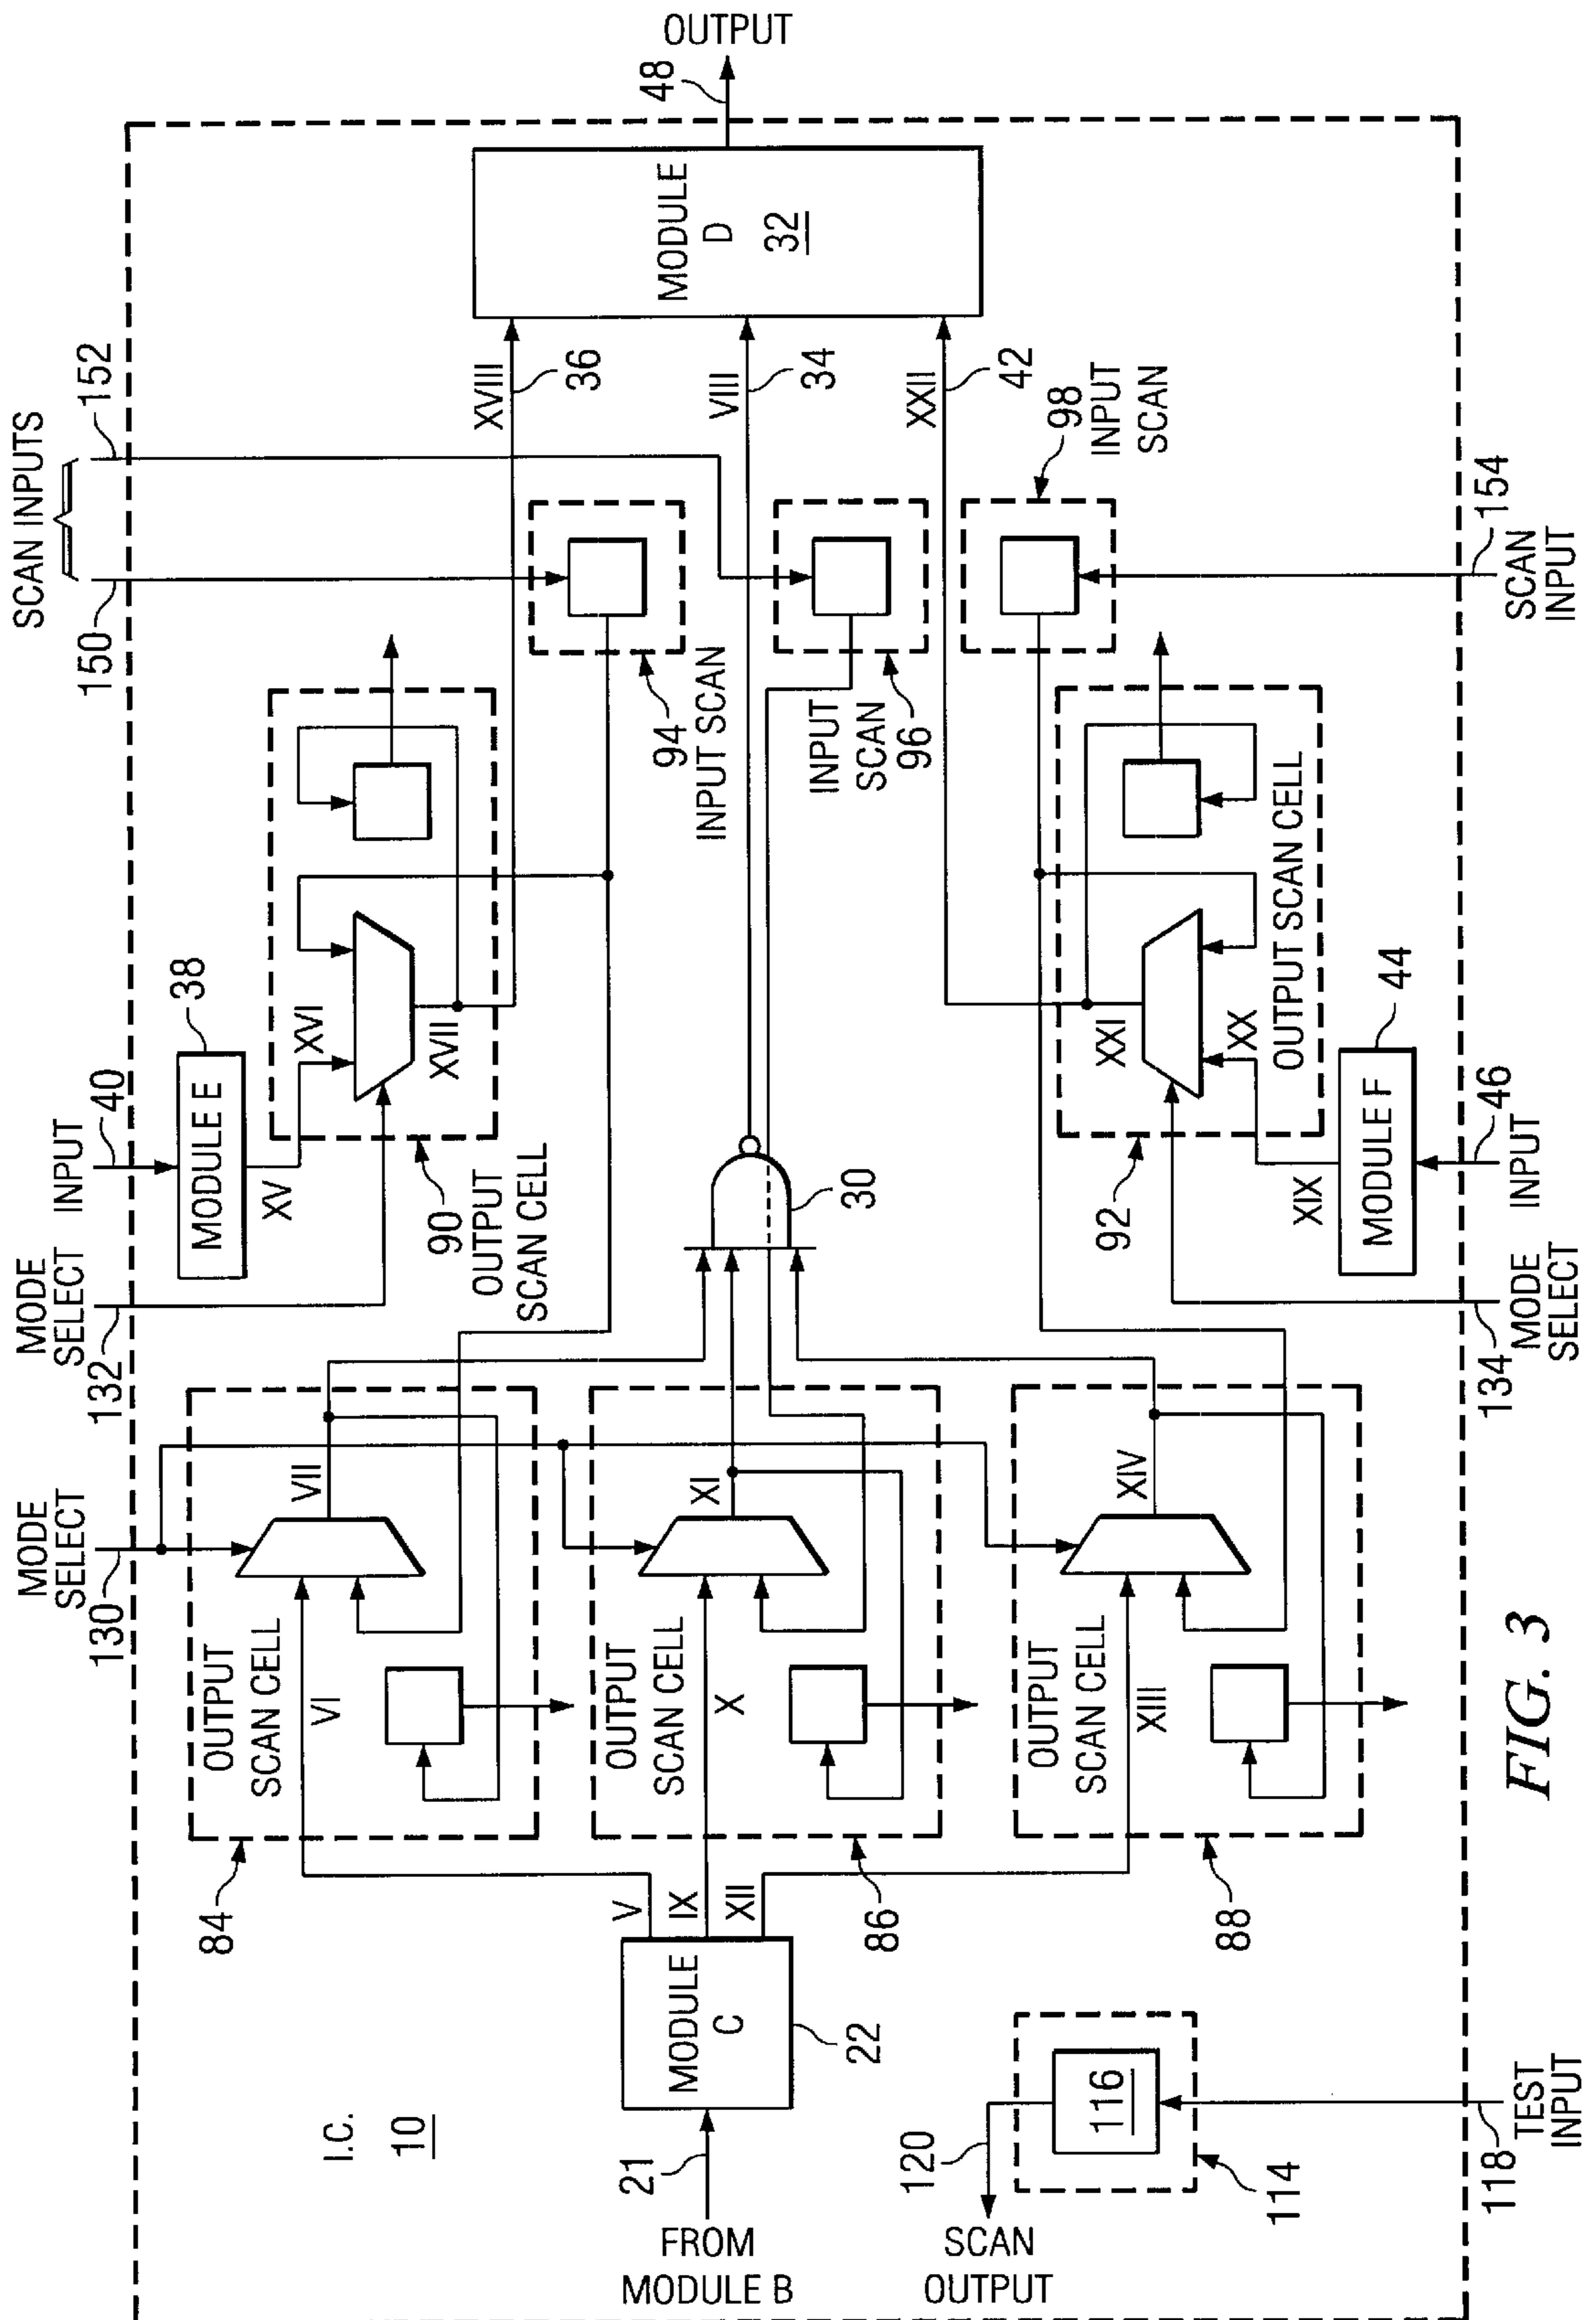 OUTPUT
48
MODULE
D
32
SCAN INPUTS
152
150
XVIII
36
VIII
34
XXII
42
98
INPUT
SCAN
154
SCAN
INPUT
94
INPUT SCAN
INPUT
SCAN
96
INPUT
40
38
MODULE E
XV
XVI
XVII
90
OUTPUT
SCAN CELL
MODE
SELECT
132
30
XXI
XX
OUTPUT SCAN CELL
92
XIX
44
MODULE F
46
INPUT
134
MODE
SELECT
MODE
SELECT
130
VII
OUTPUT
SCAN CELL
VI
84
XI
OUTPUT
SCAN CELL
X
86
XIV
OUTPUT
SCAN CELL
XIII
88
V
IX
XII
MODULE
C
22
21
FROM
MODULE B
I.C.
10
116
120
SCAN
OUTPUT
114
118
TEST
INPUT
FIG. 3